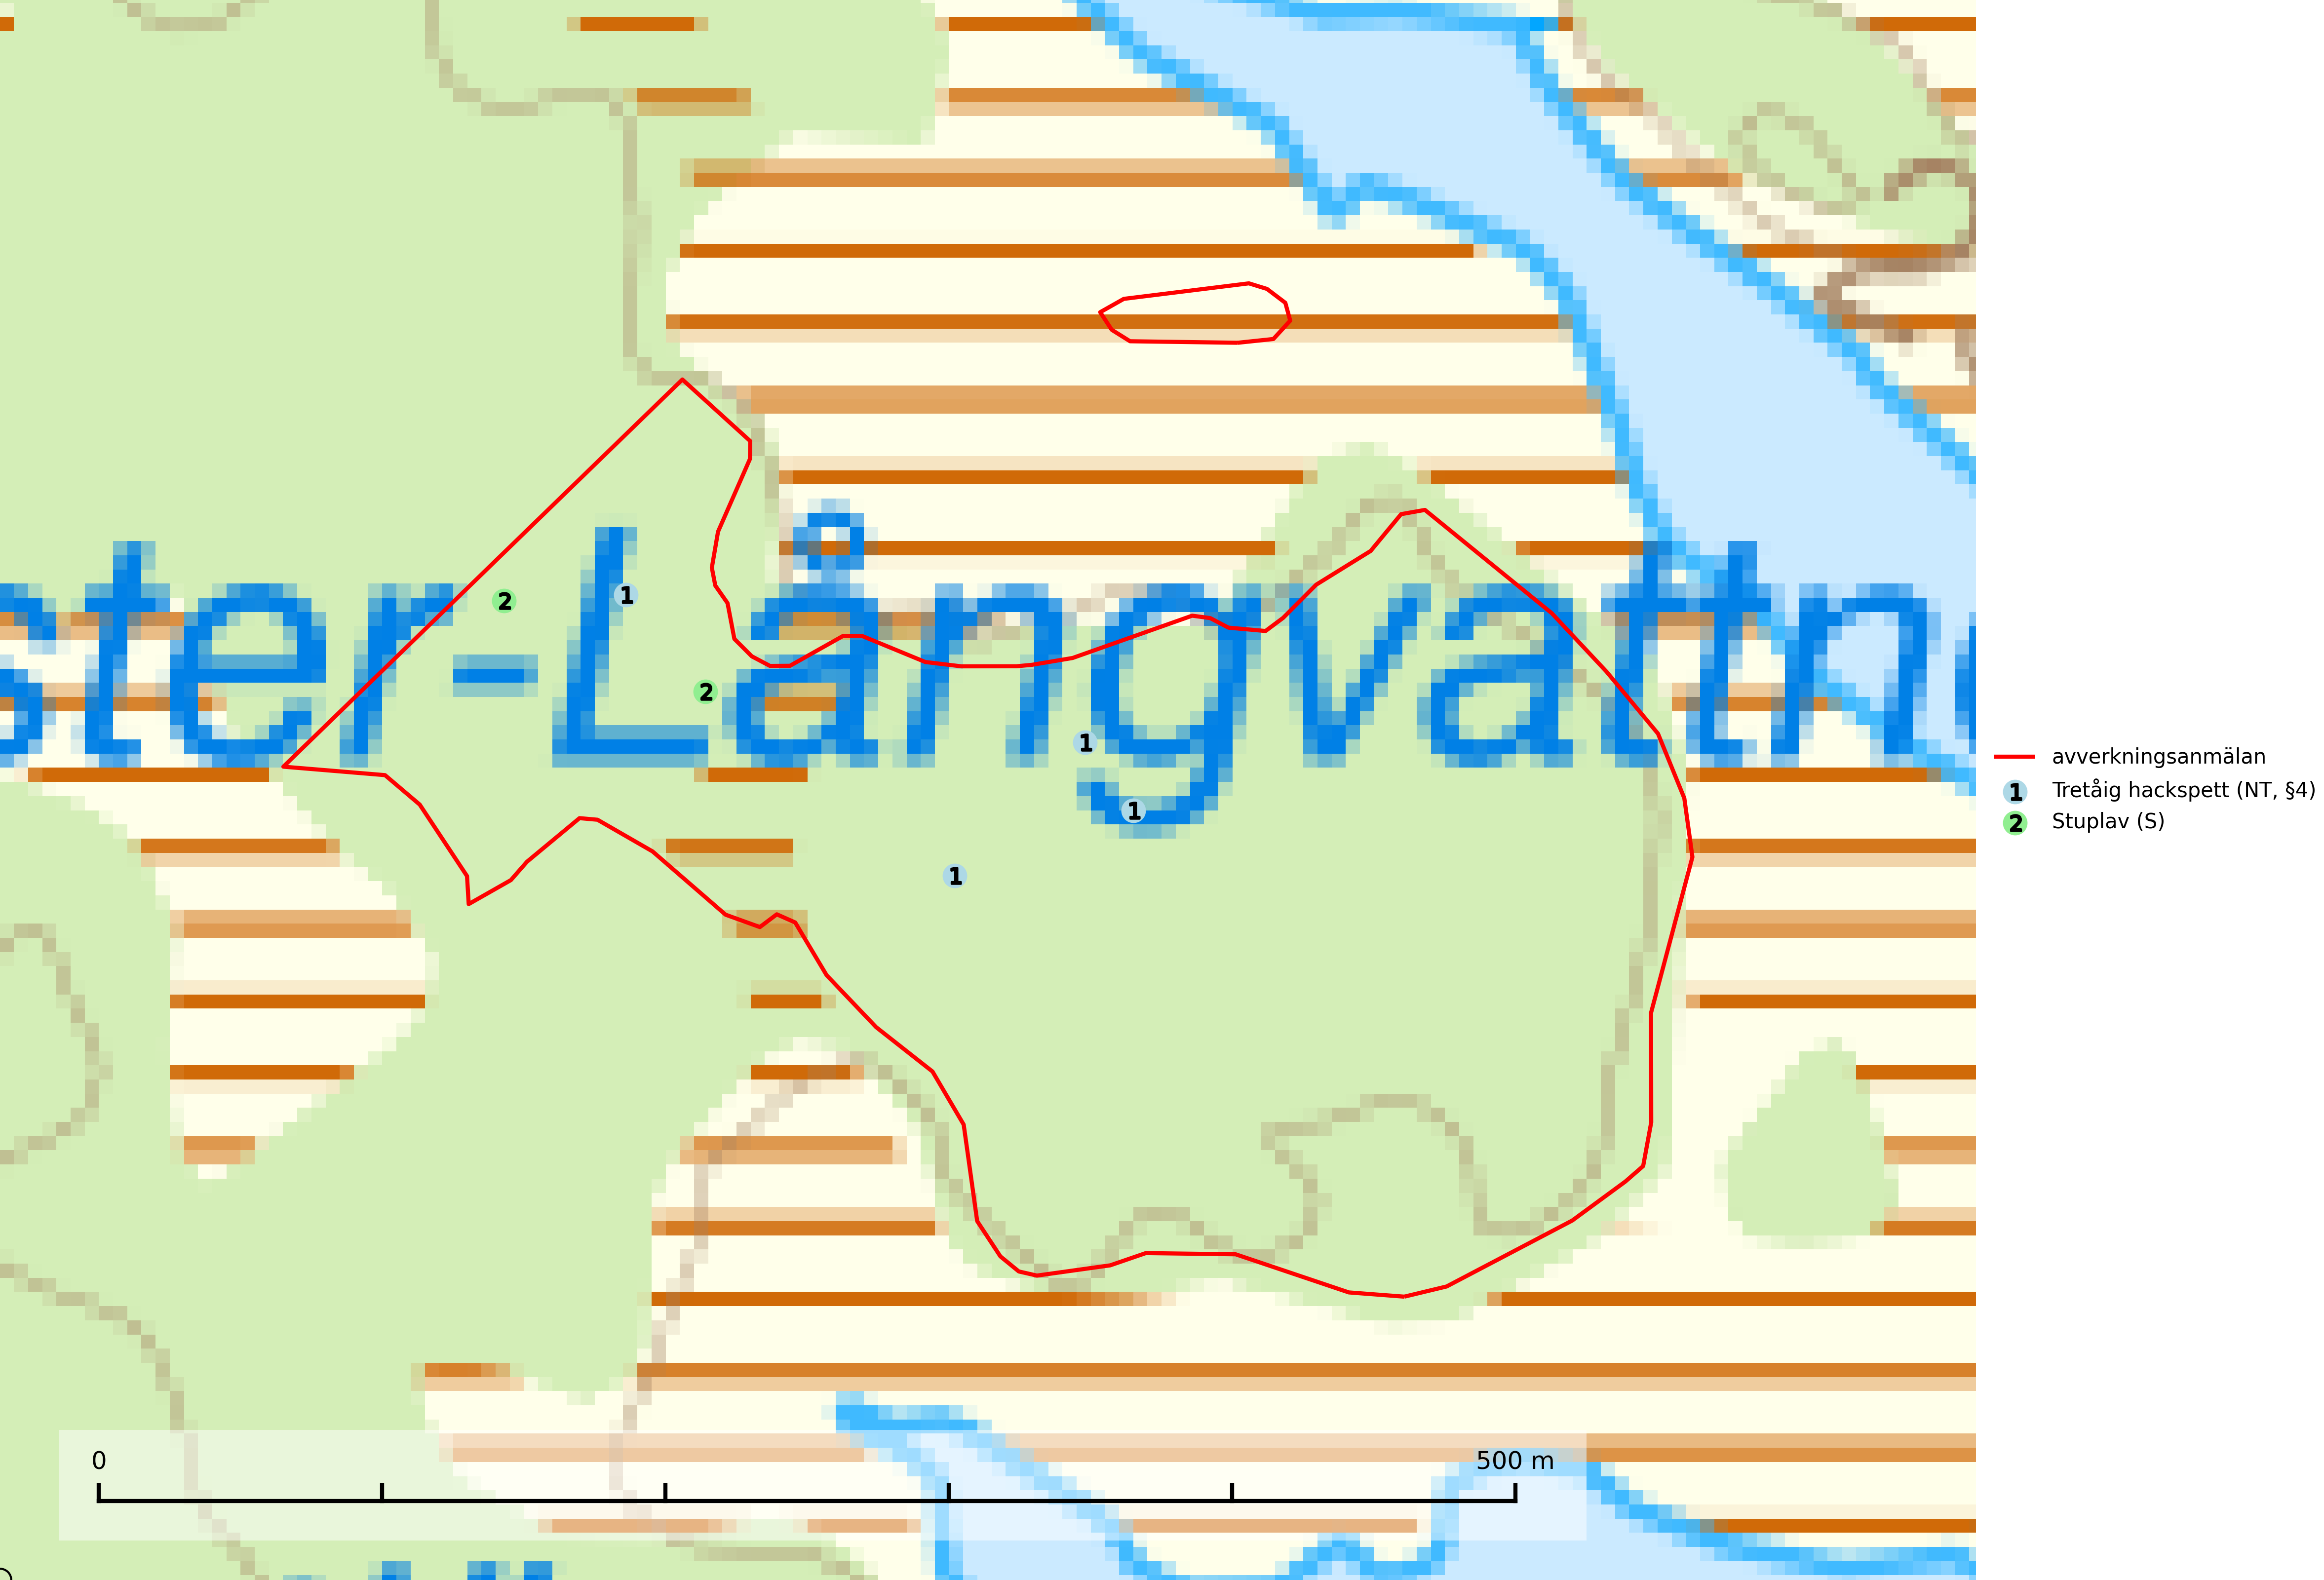 ster-Långvattn
2
1
2
1
1
1
0
500 m
avverkningsanmälan
1 Tretåig hackspett (NT, §4)
2 Stuplav (S)